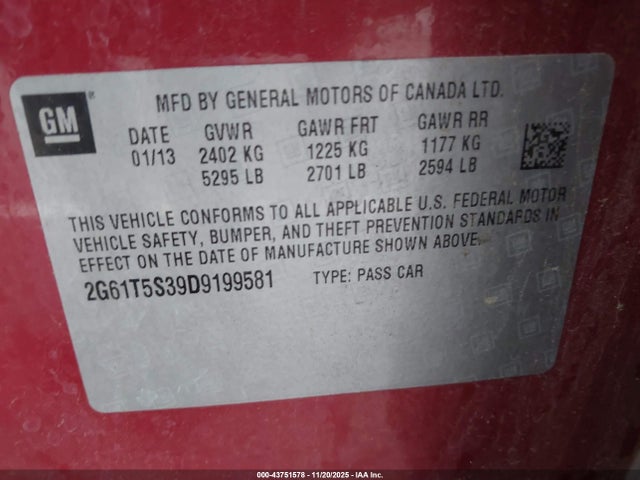 GM
®
MFD BY GENERAL MOTORS OF CANADA LTD.
DATE GVWR GAWR FRT GAWR RR
01/13 2402 KG 1225 KG 1177 KG
5295 LB 2701 LB 2594 LB
THIS VEHICLE CONFORMS TO ALL APPLICABLE U.S. FEDERAL MOTOR
VEHICLE SAFETY, BUMPER, AND THEFT PREVENTION STANDARDS IN
EFFECT ON THE DATE OF MANUFACTURE SHOWN ABOVE.
2G61T5S39D9199581 TYPE: PASS CAR
000-43751578 - 11/20/2025 - IAA Inc.